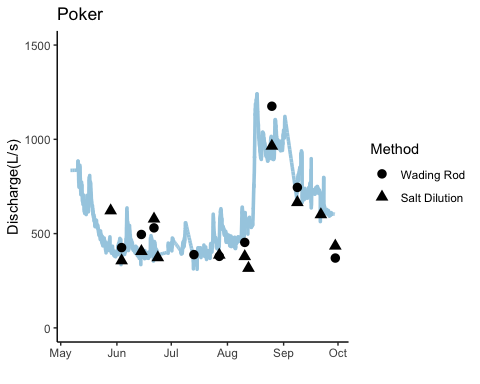 Poker
1500
1000
500
0
Discharge(L/s)
May
Jun
Jul
Aug
Sep
Oct
Method
Wading Rod
Salt Dilution